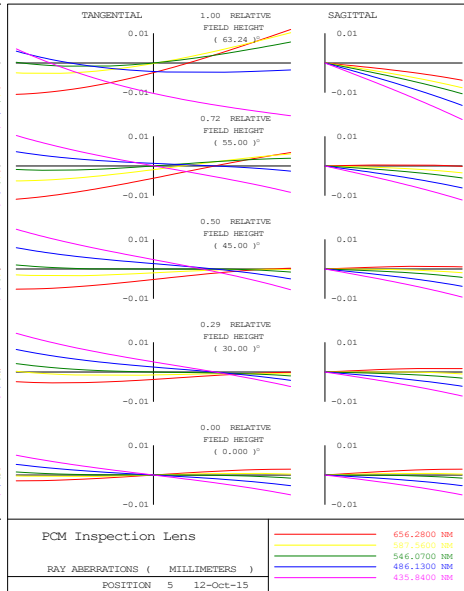 TANGENTIAL 1.00 RELATIVE SAGITTAL
FIELD HEIGHT
( 63.24 )°
0.01 0.01
-0.01 -0.01
0.72 RELATIVE
FIELD HEIGHT
( 55.00 )°
0.01 0.01
-0.01 -0.01
0.50 RELATIVE
FIELD HEIGHT
( 45.00 )°
0.01 0.01
-0.01 -0.01
0.29 RELATIVE
FIELD HEIGHT
( 30.00 )°
0.01 0.01
-0.01 -0.01
0.00 RELATIVE
FIELD HEIGHT
( 0.000 )°
0.01 0.01
-0.01 -0.01
PCM Inspection Lens
RAY ABERRATIONS ( MILLIMETERS )
POSITION 5 12-Oct-15
656.2800 NM
NM
546.0700 NM
486.1300 NM
435.8400 NM